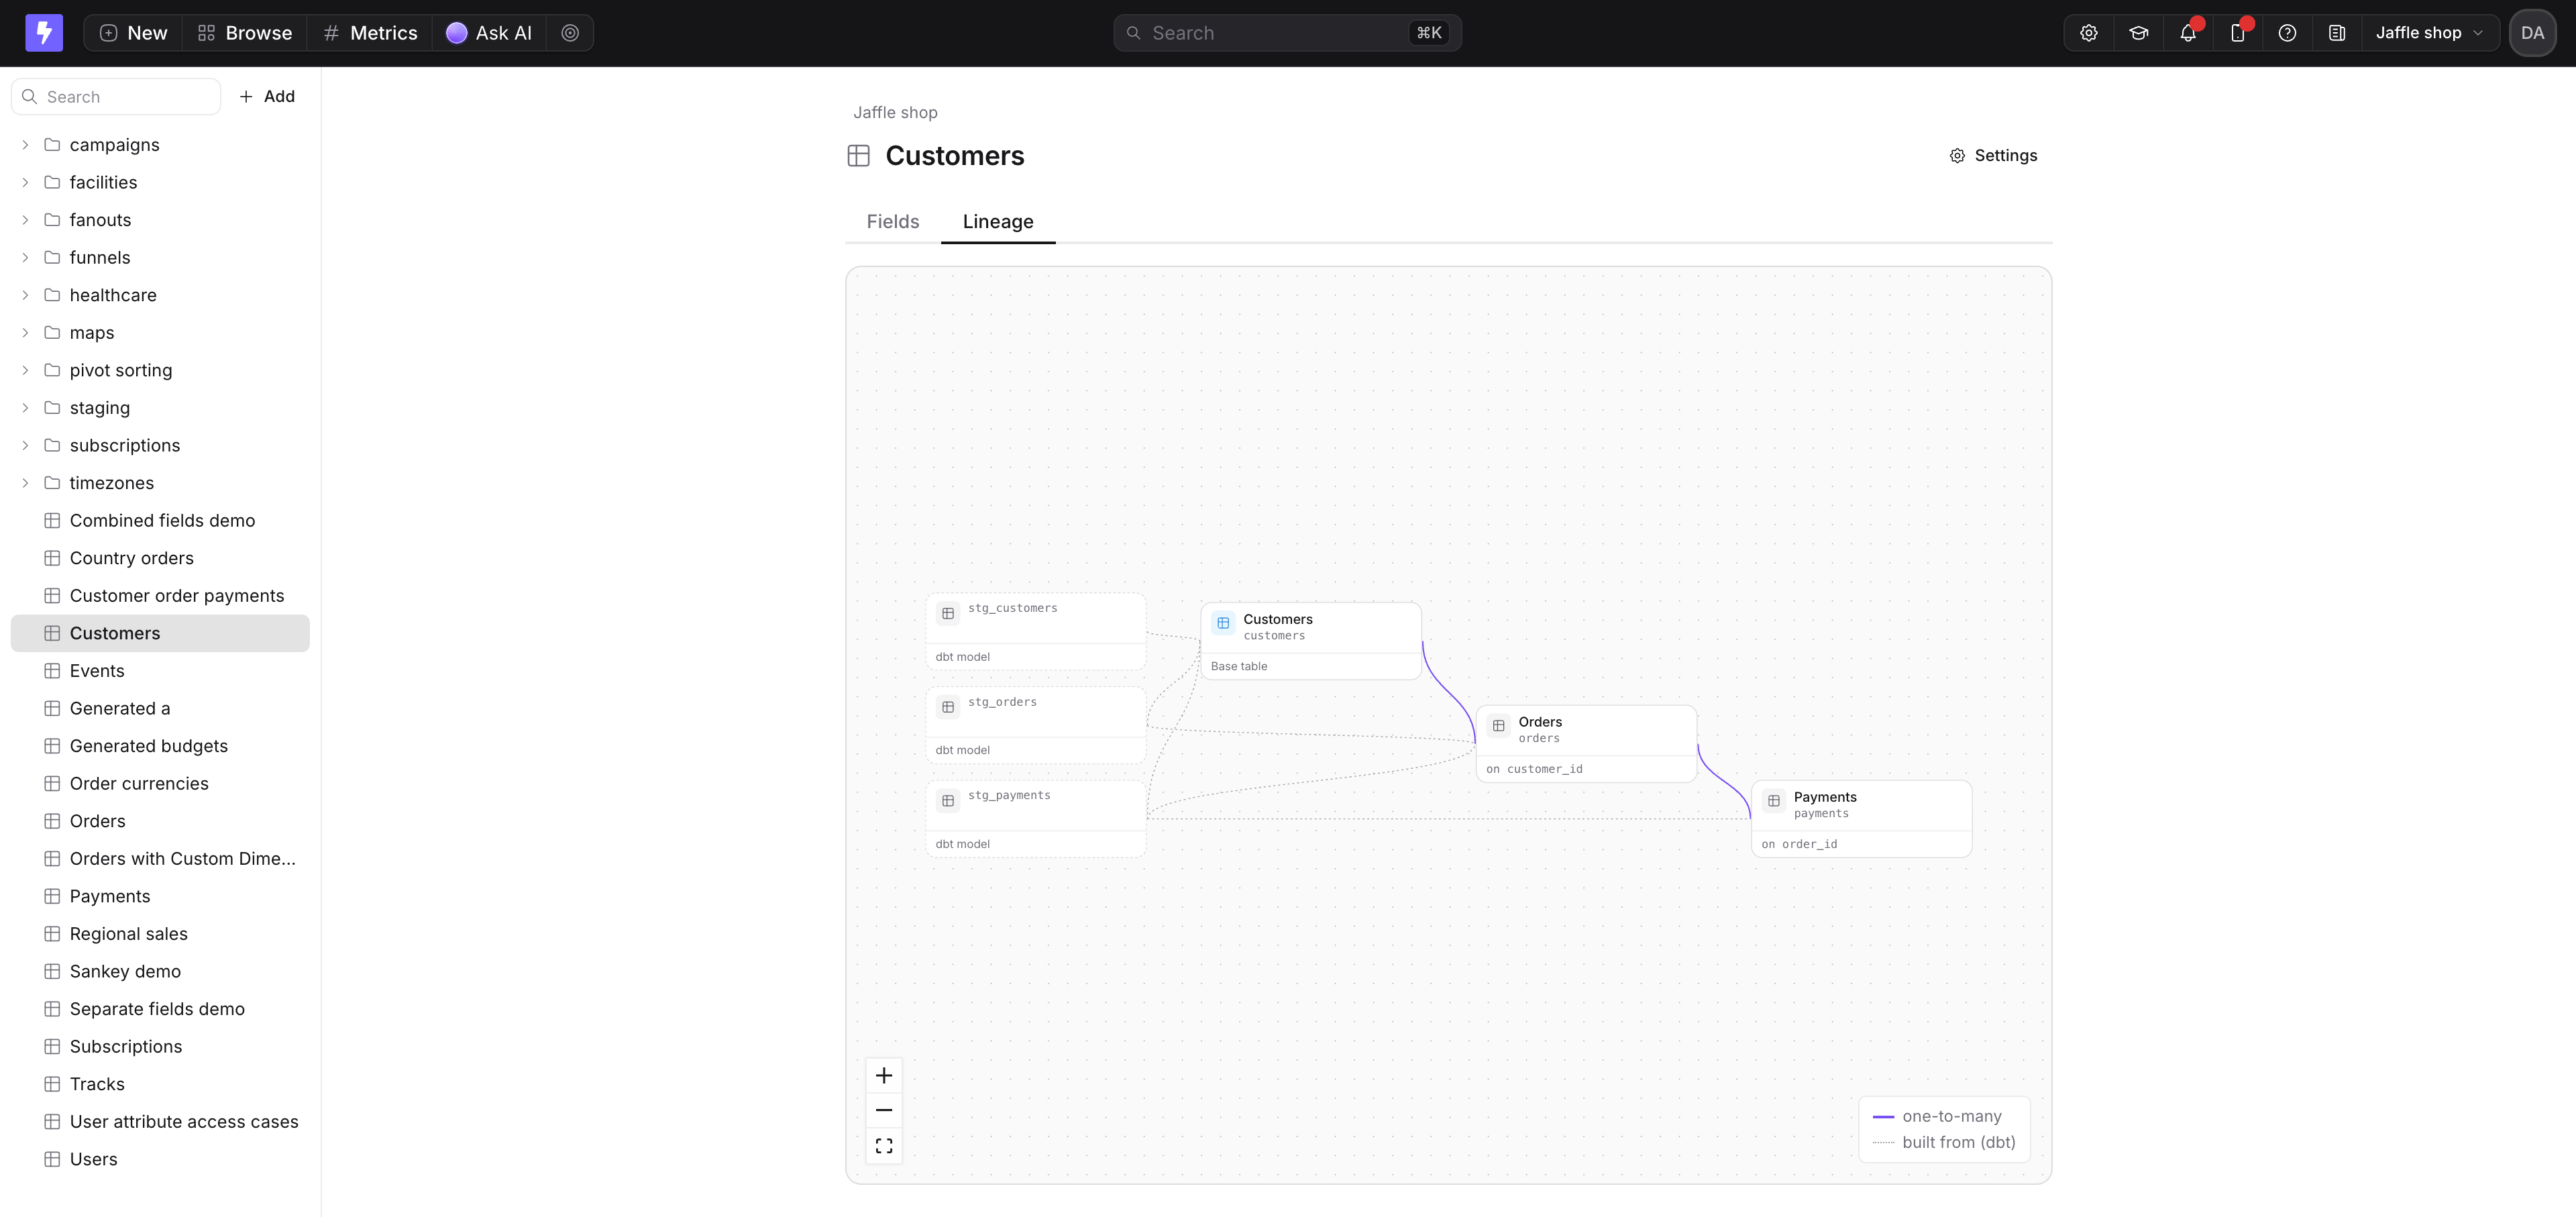 New Browse Metrics Ask AI Search ⌘K Jaffle shop DA
Search Add
campaigns
facilities
fanouts
funnels
healthcare
maps
pivot sorting
staging
subscriptions
timezones
Combined fields demo
Country orders
Customer order payments
Customers
Events
Generated a
Generated budgets
Order currencies
Orders
Orders with Custom Dime...
Payments
Regional sales
Sankey demo
Separate fields demo
Subscriptions
Tracks
User attribute access cases
Users
Jaffle shop
Customers
Settings
Fields Lineage
stg_customers
dbt model
stg_orders
dbt model
stg_payments
dbt model
Customers
customers
Base table
Orders
orders
on customer_id
Payments
payments
on order_id
one-to-many
built from (dbt)